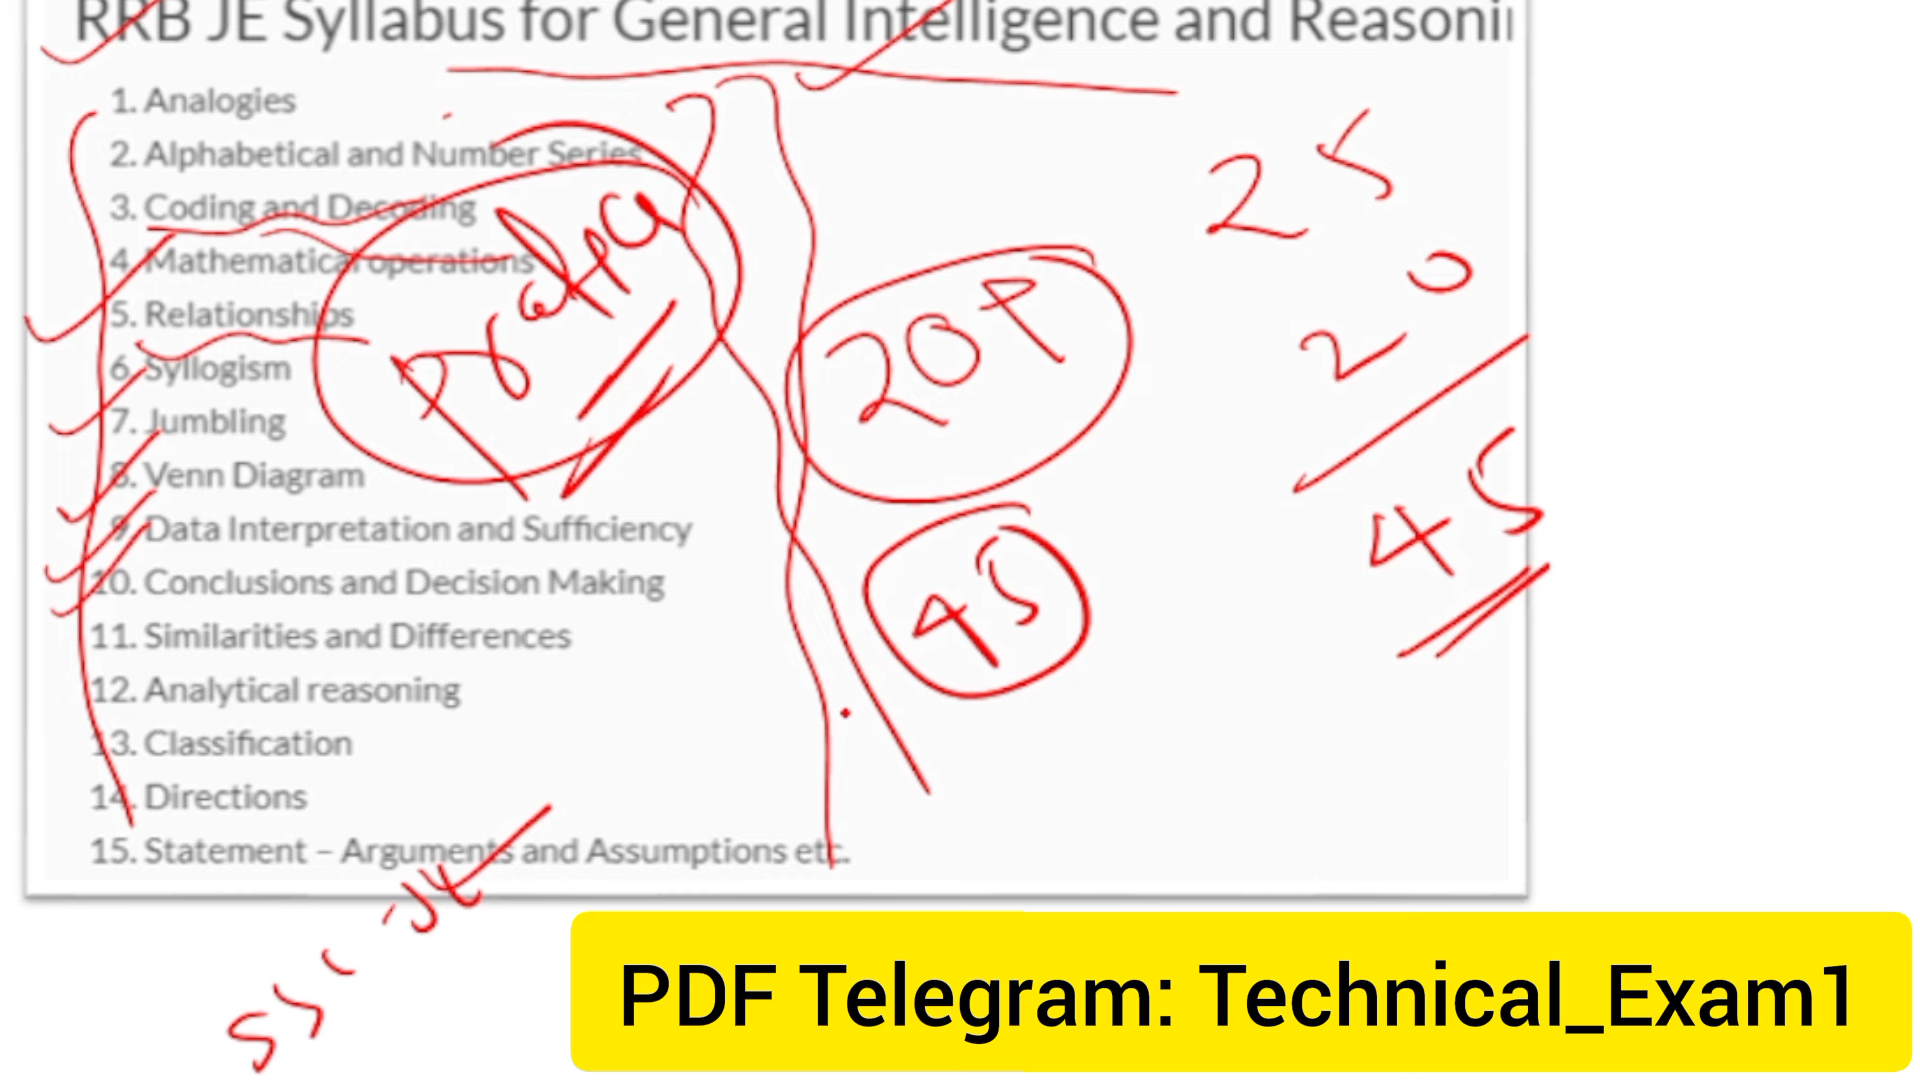 RRB JE Syllabus for General Intelligence and Reasoni
1. Analogies
2. Alphabetical and Number Series
3. Coding and Decoding
4. Mathematical operations
5. Relationships
6. Syllogism
7. Jumbling
8. Venn Diagram
9. Data Interpretation and Sufficiency
10. Conclusions and Decision Making
11. Similarities and Differences
12. Analytical reasoning
13. Classification
14. Directions
15. Statement – Arguments and Assumptions etc.
25
20
45
45
PDF Telegram: Technical_Exam1